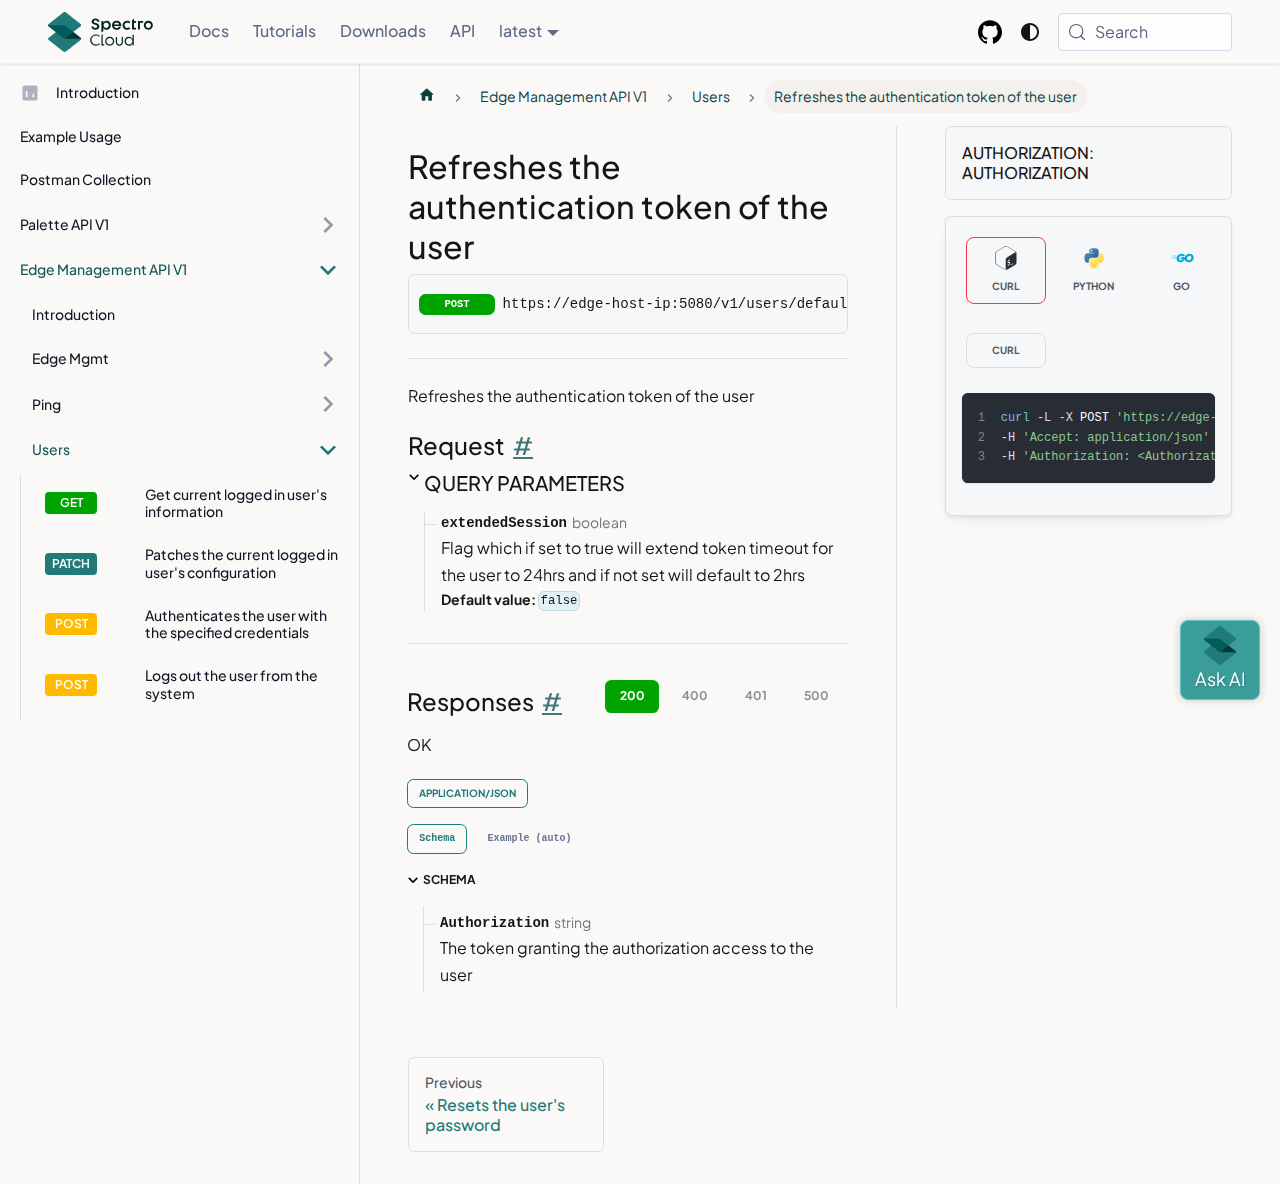 Spectro
Cloud
Docs
Tutorials
Downloads
API
latest
Search
Introduction
Example Usage
Postman Collection
Palette API V1
Edge Management API V1
Introduction
Edge Mgmt
Ping
Users
GET
Get current logged in user's
information
PATCH
Patches the current logged in
user's configuration
POST
Authenticates the user with
the specified credentials
POST
Logs out the user from the
system
Edge Management API V1
Users
Refreshes the authentication token of the user
Refreshes the
authentication token of the
user
POST https://edge-host-ip:5080/v1/users/defaul
Refreshes the authentication token of the user
Request #
QUERY PARAMETERS
extendedSession boolean
Flag which if set to true will extend token timeout for
the user to 24hrs and if not set will default to 2hrs
Default value: false
Responses #
200
400
401
500
OK
APPLICATION/JSON
Schema
Example (auto)
SCHEMA
Authorization string
The token granting the authorization access to the
user
Previous
« Resets the user's
password
AUTHORIZATION:
AUTHORIZATION
CURL
PYTHON
GO
CURL
1 curl -L -X POST 'https://edge-
2 -H 'Accept: application/json'
3 -H 'Authorization: <Authorizat
Ask AI